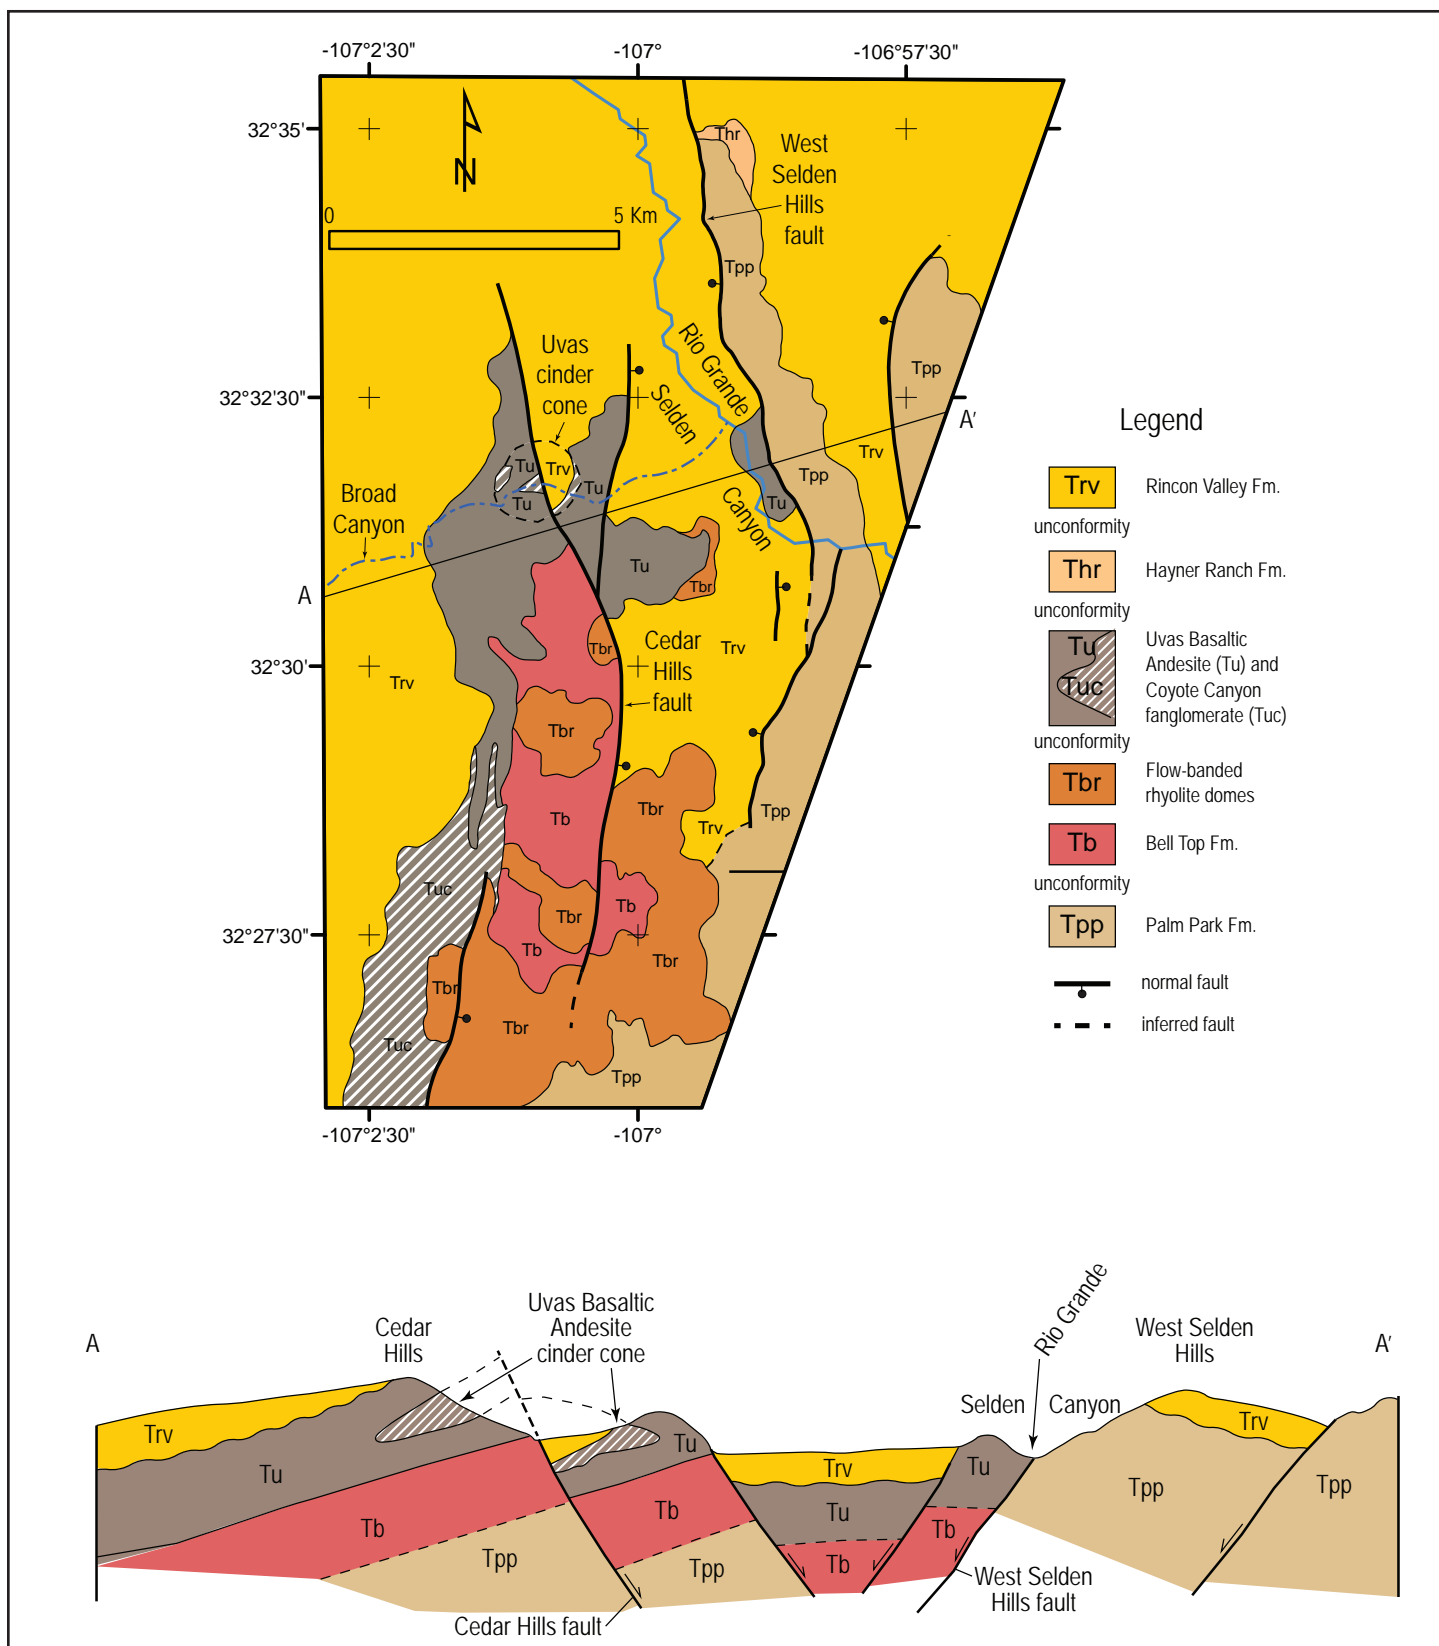 -107°2'30"
-107°
-106°57'30"
32°35'
32°32'30"
32°30'
32°27'30"
N
0
5 Km
Thr
West
Selden
Hills
fault
Tpp
Uvas
cinder
cone
Rio Grande
Selden
Canyon
Tpp
A'
Tu
Trv
Tu
Tu
Trv
Tpp
Tu
Broad
Canyon
A
Tu
Tbr
Tbr
Cedar
Hills
fault
Trv
Trv
Tbr
Tb
Tbr
Trv
Tpp
Tuc
Tbr
Tb
Tb
Tbr
Tbr
Tbr
Tuc
Tpp
-107°2'30"
-107°
Legend
Trv
Rincon Valley Fm.
unconformity
Thr
Hayner Ranch Fm.
unconformity
Tu
Tuc
Uvas Basaltic
Andesite (Tu) and
Coyote Canyon
fanglomerate (Tuc)
unconformity
Tbr
Flow-banded
rhyolite domes
Tb
Bell Top Fm.
unconformity
Tpp
Palm Park Fm.
normal fault
inferred fault
A
Cedar
Hills
Uvas Basaltic
Andesite
cinder cone
Rio Grande
West Selden
Hills
A'
Selden
Canyon
Trv
Tu
Tb
Tpp
Tu
Tb
Tpp
Trv
Tu
Tb
Tu
Tb
Tpp
Trv
Tpp
Cedar Hills fault
West Selden
Hills fault